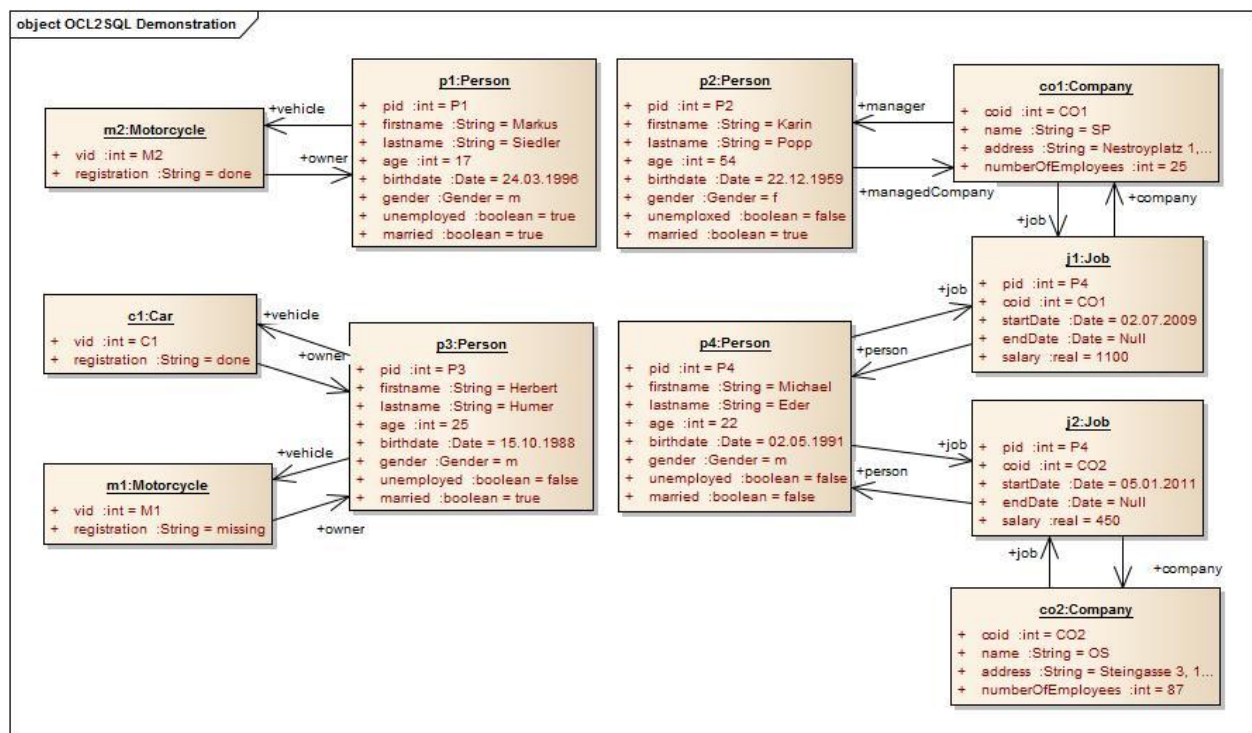 object OCL2SQL Demonstration
p1:Person
+ pid :int = P1
+ firstname :String = Markus
+ lastname :String = Siedler
+ age :int = 17
+ birthdate :Date = 24.03.1996
+ gender :Gender = m
+ unemployed :boolean = true
+ married :boolean = true
p2:Person
+ pid :int = P2
+ firstname :String = Karin
+ lastname :String = Popp
+ age :int = 54
+ birthdate :Date = 22.12.1959
+ gender :Gender = f
+ unemploxed :boolean = false
+ married :boolean = true
co1:Company
+ coid :int = CO1
+ name :String = SP
+ address :String = Nestroyplatz 1,...
+ numberOfEmployees :int = 25
+vehicle
+manager
m2:Motorcycle
+ vid :int = M2
+ registration :String = done
+owner
+managedCompany
+job
+company
j1:Job
+ pid :int = P4
+ coid :int = CO1
+ startDate :Date = 02.07.2009
+ endDate :Date = Null
+ salary :real = 1100
c1:Car
+ vid :int = C1
+ registration :String = done
+vehicle
+owner
p3:Person
+ pid :int = P3
+ firstname :String = Herbert
+ lastname :String = Humer
+ age :int = 25
+ birthdate :Date = 15.10.1988
+ gender :Gender = m
+ unemployed :boolean = false
+ married :boolean = true
p4:Person
+ pid :int = P4
+ firstname :String = Michael
+ lastname :String = Eder
+ age :int = 22
+ birthdate :Date = 02.05.1991
+ gender :Gender = m
+ unemployed :boolean = false
+ married :boolean = false
+job
+person
j2:Job
+ pid :int = P4
+ coid :int = CO2
+ startDate :Date = 05.01.2011
+ endDate :Date = Null
+ salary :real = 450
+job
+person
m1:Motorcycle
+ vid :int = M1
+ registration :String = missing
+vehicle
+owner
+job
+company
co2:Company
+ coid :int = CO2
+ name :String = OS
+ address :String = Steingasse 3, 1...
+ numberOfEmployees :int = 87